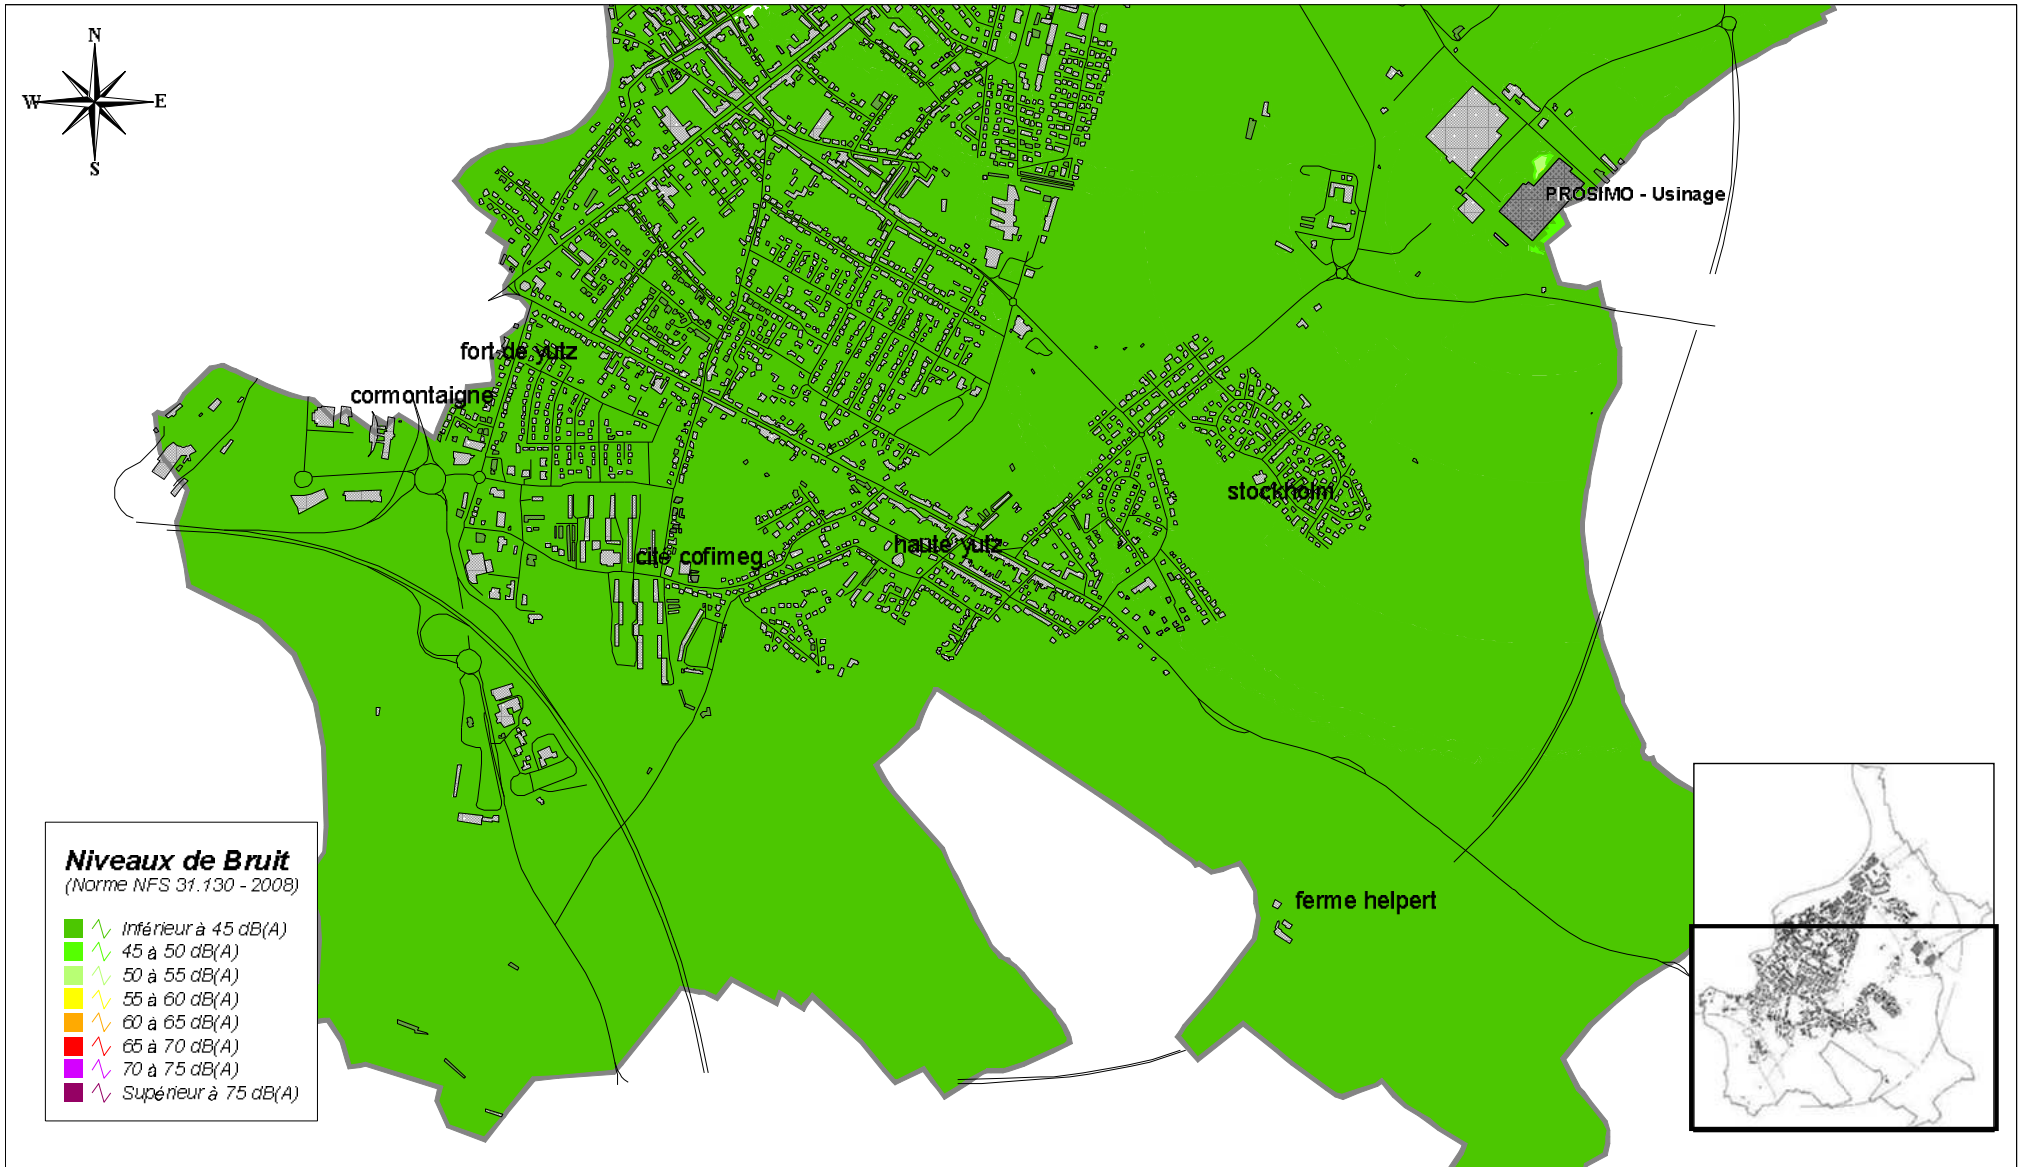 N
W
E
S
PROSIMO - Usinage
fort de yutz
cormontaigne
stockholm
haute yutz
cité cofimeg
ferme helpert
Niveaux de Bruit
(Norme NFS 31.130 - 2008)
Inférieur à 45 dB(A)
45 à 50 dB(A)
50 à 55 dB(A)
55 à 60 dB(A)
60 à 65 dB(A)
65 à 70 dB(A)
70 à 75 dB(A)
Supérieur à 75 dB(A)